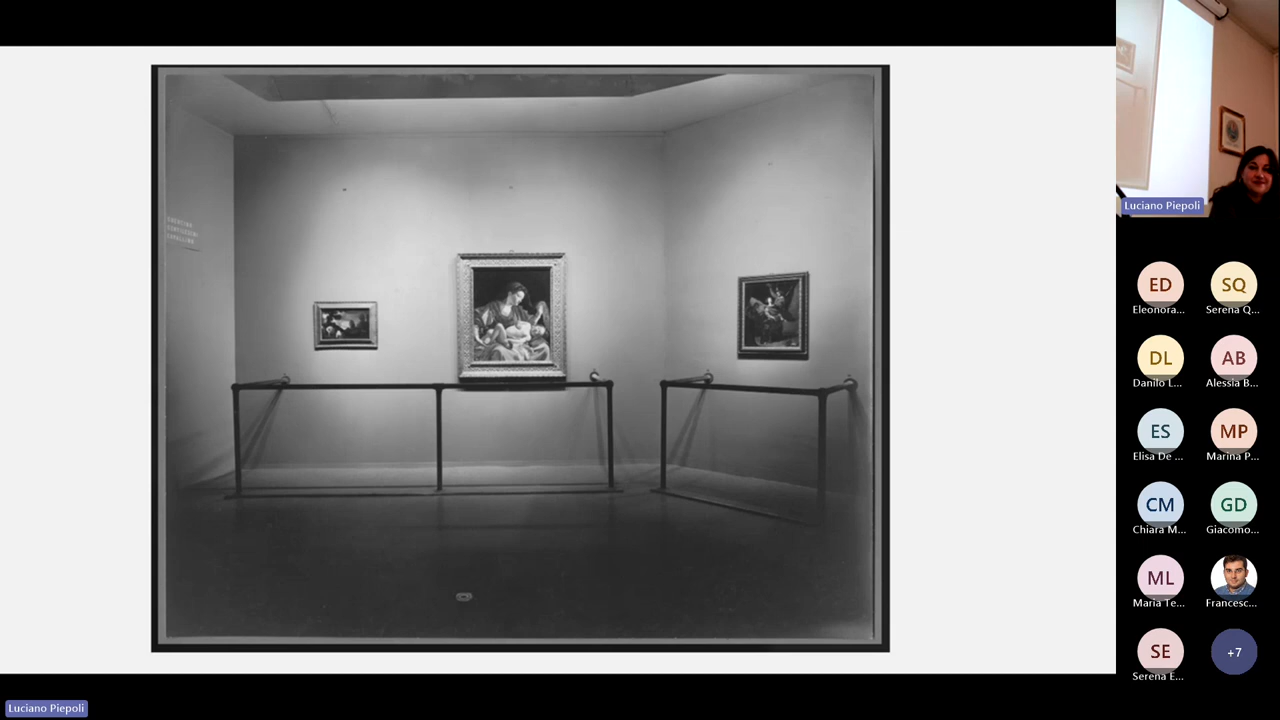 Luciano Piepoli
ED
Eleonora...
SQ
Serena Q...
DL
Danilo L...
AB
Alessia B...
ES
Elisa De ...
MP
Marina P...
CM
Chiara M...
GD
Giacomo...
ML
Maria Te...
Francesc...
SE
Serena E...
+7
Luciano Piepoli